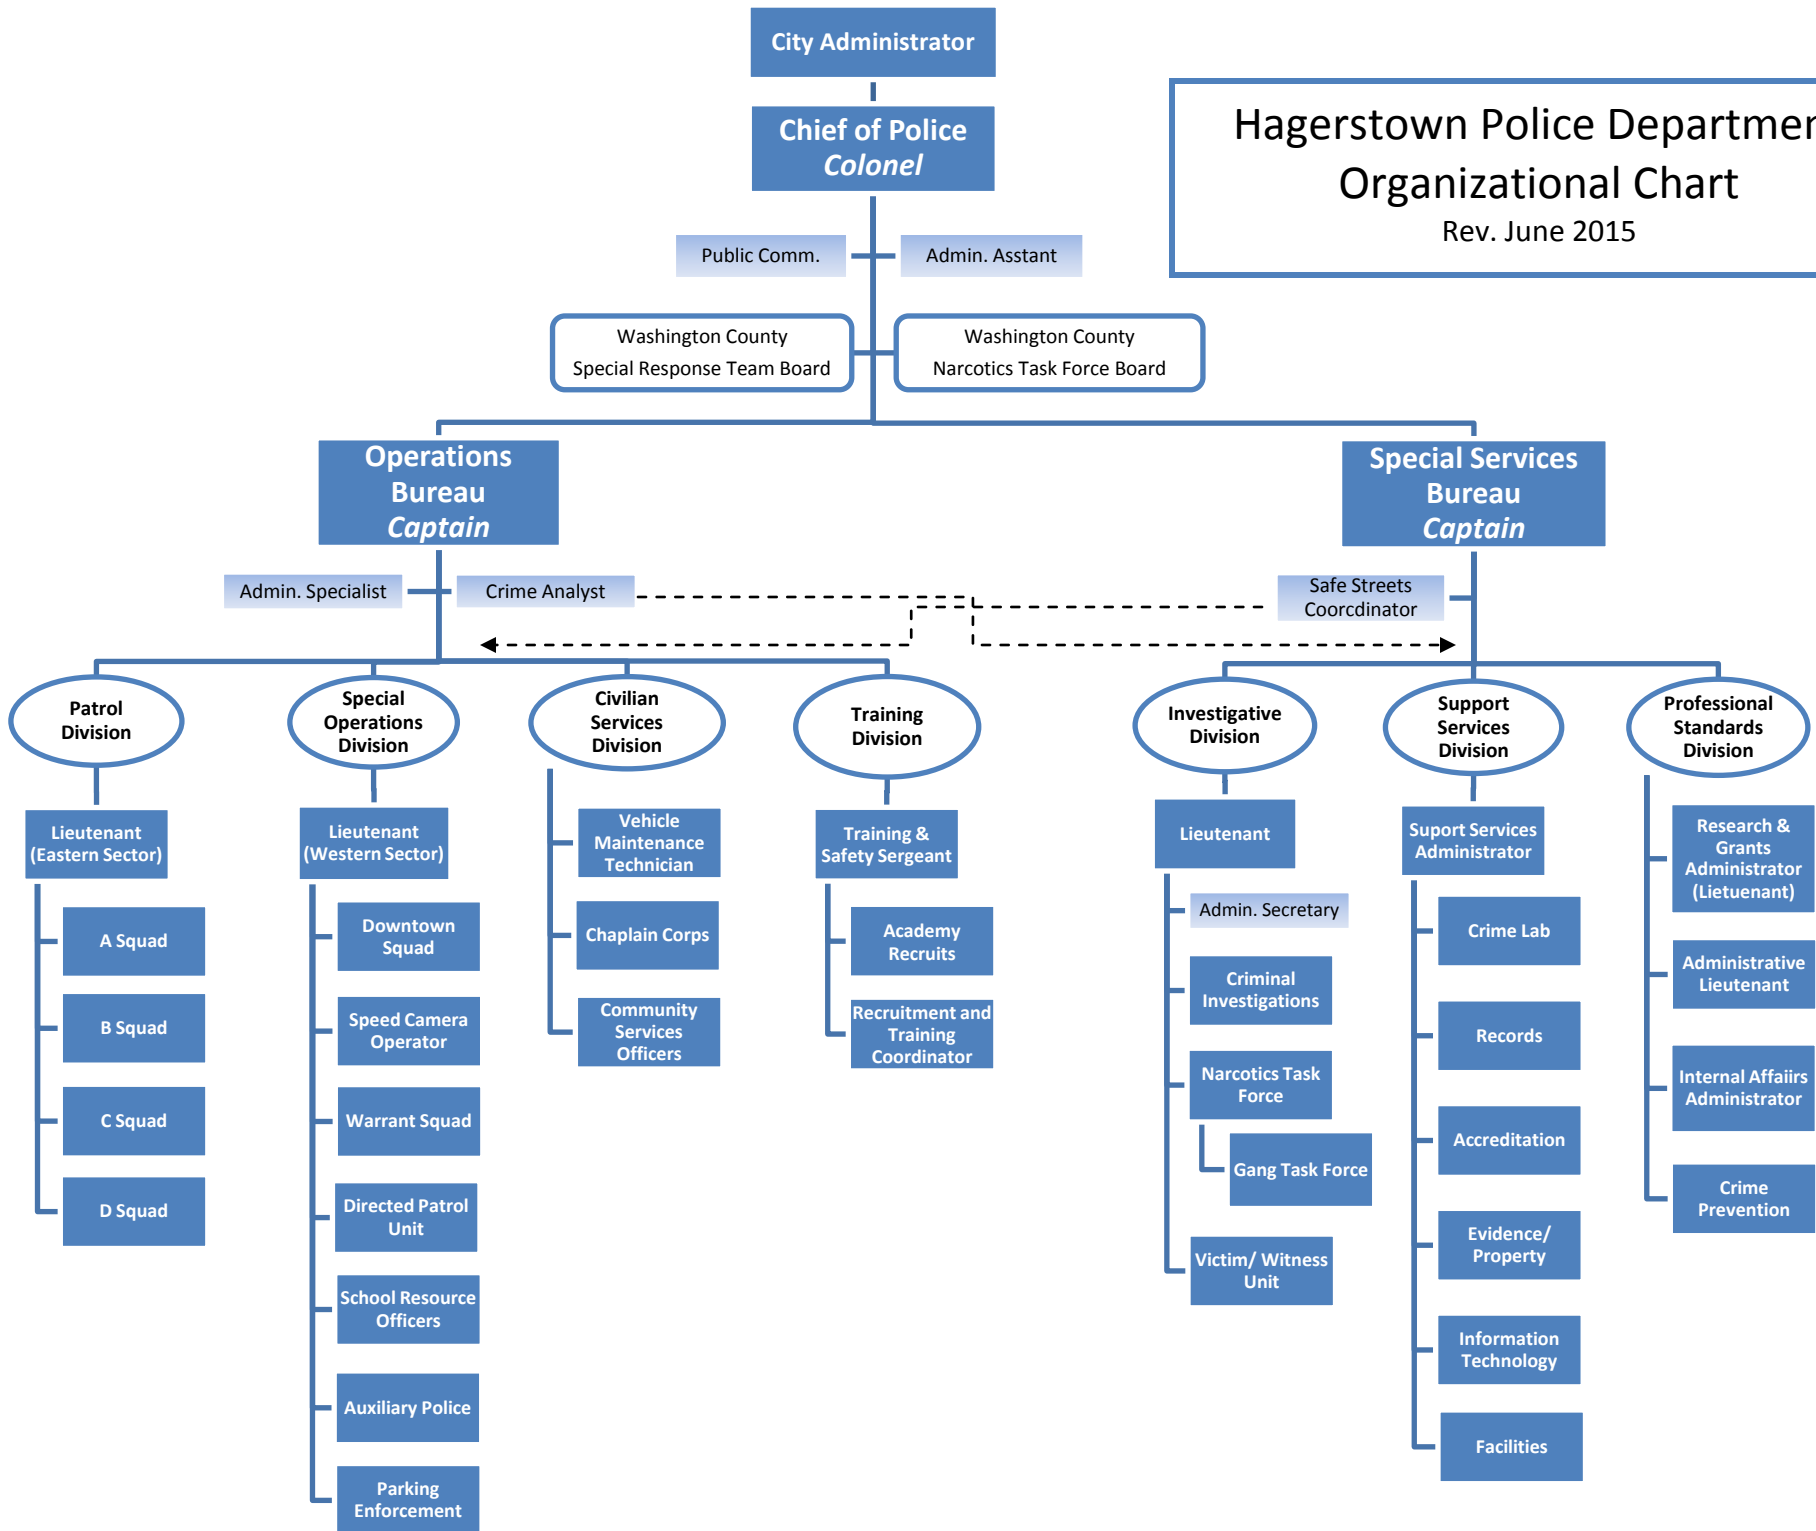 City Administrator
Chief of Police
Colonel
Hagerstown Police Departmen
Organizational Chart
Rev. June 2015
Public Comm.
Admin. Asstant
Washington County
Special Response Team Board
Washington County
Narcotics Task Force Board
Operations
Bureau
Captain
Special Services
Bureau
Captain
Admin. Specialist
Crime Analyst
Safe Streets
Coorcdinator
Patrol
Division
Special
Operations
Division
Civilian
Services
Division
Training
Division
Investigative
Division
Support
Services
Division
Professional
Standards
Division
Lieutenant
(Eastern Sector)
A Squad
B Squad
C Squad
D Squad
Lieutenant
(Western Sector)
Downtown
Squad
Speed Camera
Operator
Warrant Squad
Directed Patrol
Unit
School Resource
Officers
Auxiliary Police
Parking
Enforcement
Vehicle
Maintenance
Technician
Chaplain Corps
Community
Services
Officers
Training &
Safety Sergeant
Academy
Recruits
Recruitment and
Training
Coordinator
Lieutenant
Admin. Secretary
Criminal
Investigations
Narcotics Task
Force
Gang Task Force
Victim/ Witness
Unit
Suport Services
Administrator
Crime Lab
Records
Accreditation
Evidence/
Property
Information
Technology
Facilities
Research &
Grants
Administrator
(Lietuenant)
Administrative
Lieutenant
Internal Affaiirs
Administrator
Crime
Prevention